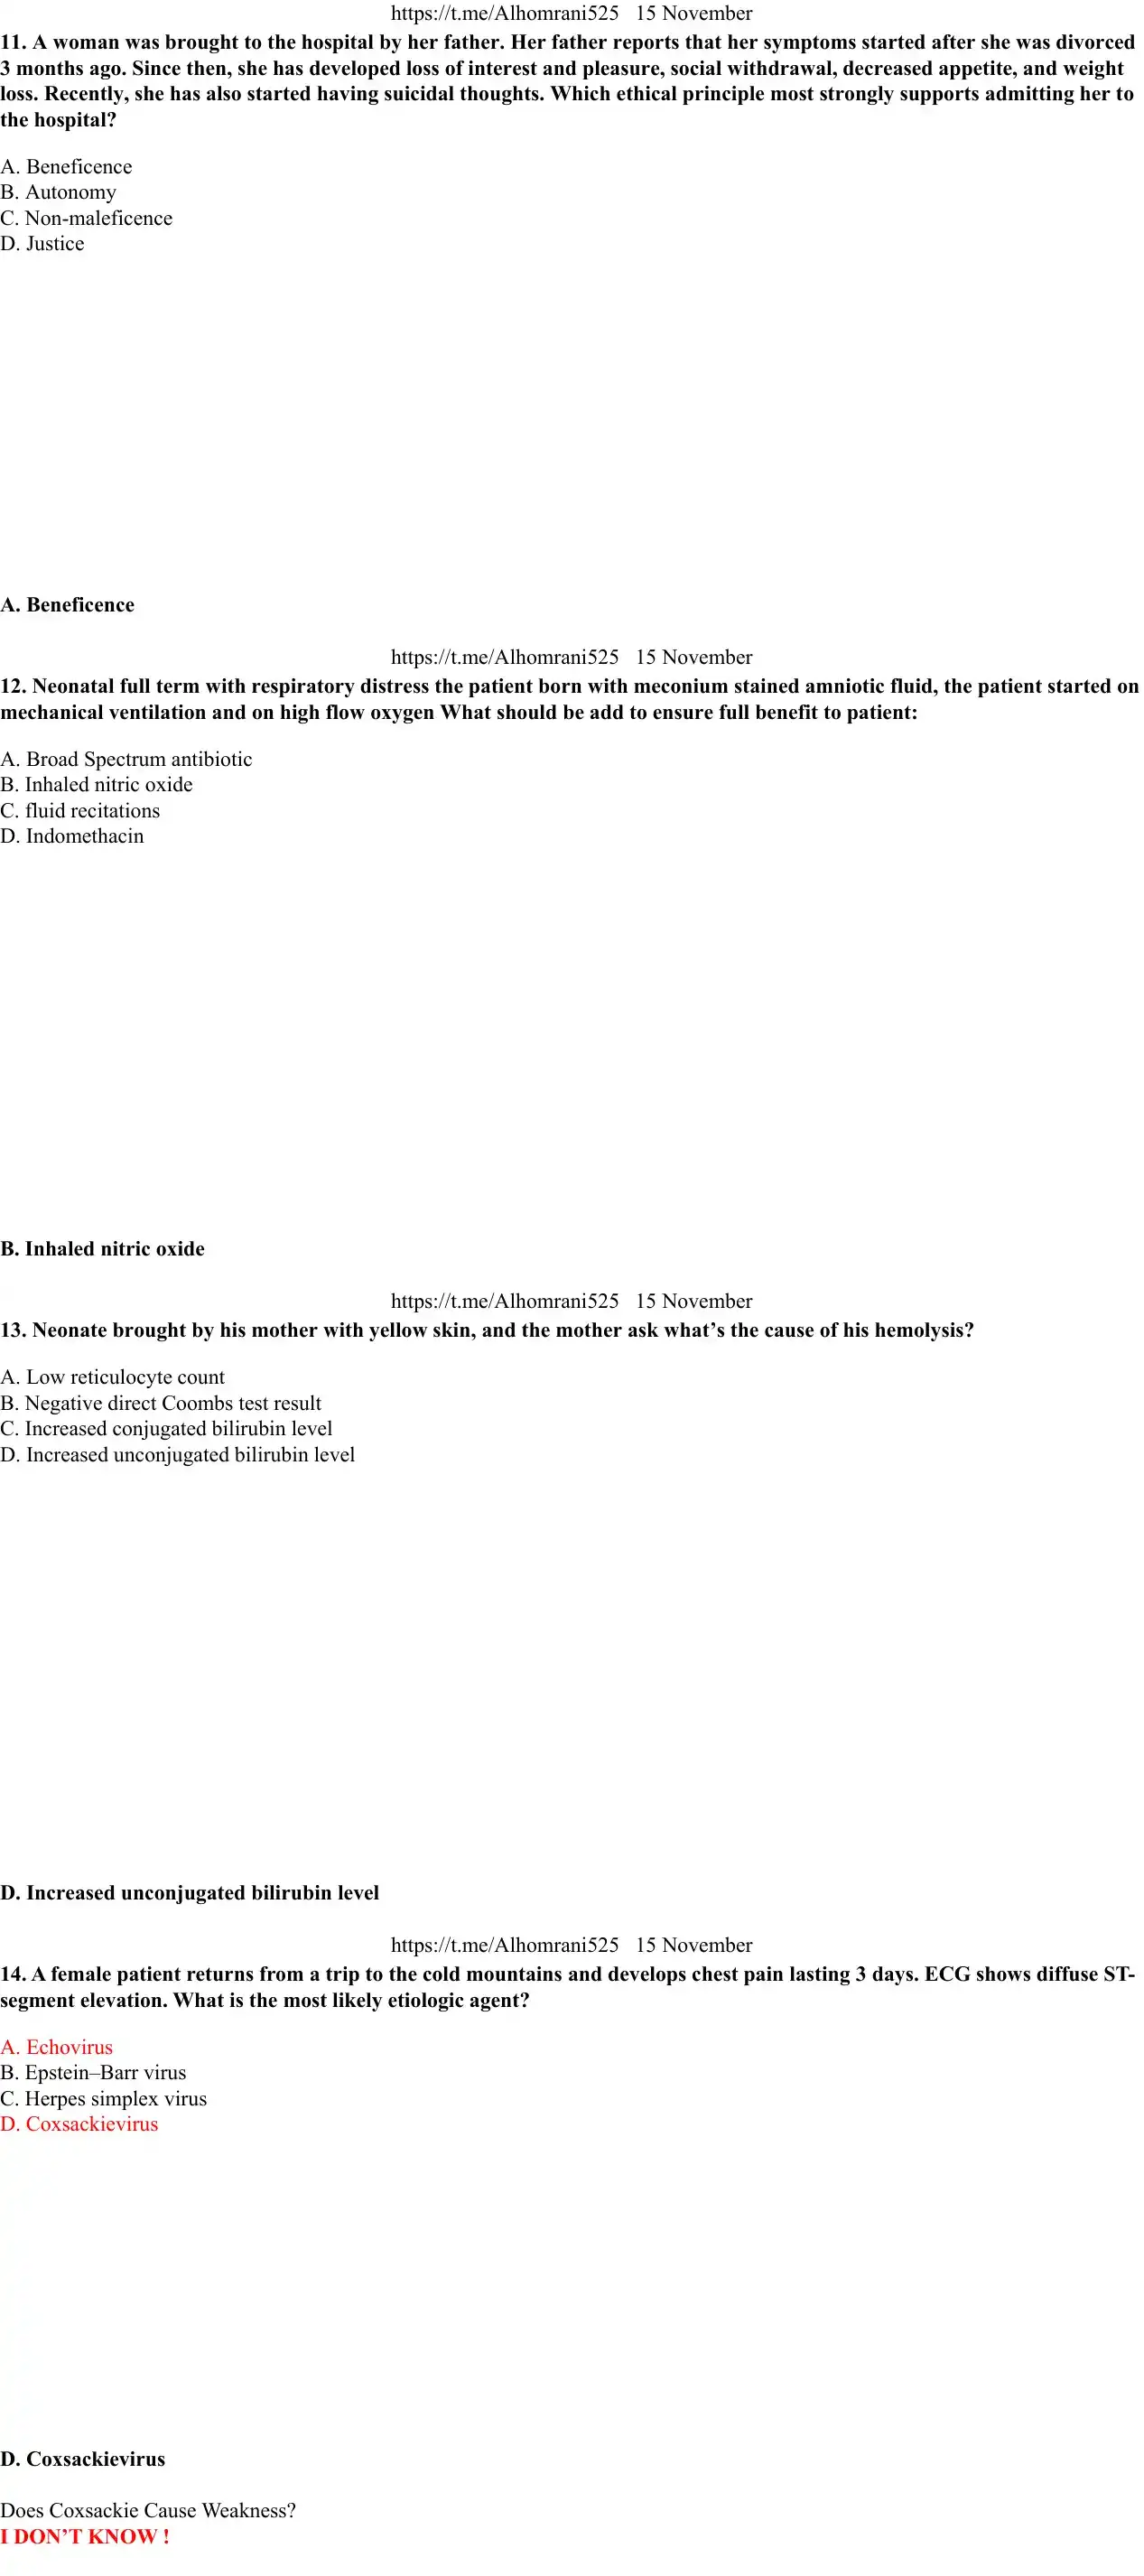 https://t.me/Alhomrani525 15 November
11. A woman was brought to the hospital by her father. Her father reports that her symptoms started after she was divorced
3 months ago. Since then, she has developed loss of interest and pleasure, social withdrawal, decreased appetite, and weight
loss. Recently, she has also started having suicidal thoughts. Which ethical principle most strongly supports admitting her to
the hospital?
A. Beneficence
B. Autonomy
C. Non-maleficence
D. Justice
A. Beneficence
https://t.me/Alhomrani525 15 November
12. Neonatal full term with respiratory distress the patient born with meconium stained amniotic fluid, the patient started on
mechanical ventilation and on high flow oxygen What should be add to ensure full benefit to patient:
A. Broad Spectrum antibiotic
B. Inhaled nitric oxide
C. fluid recitations
D. Indomethacin
B. Inhaled nitric oxide
https://t.me/Alhomrani525 15 November
13. Neonate brought by his mother with yellow skin, and the mother ask what’s the cause of his hemolysis?
A. Low reticulocyte count
B. Negative direct Coombs test result
C. Increased conjugated bilirubin level
D. Increased unconjugated bilirubin level
D. Increased unconjugated bilirubin level
https://t.me/Alhomrani525 15 November
14. A female patient returns from a trip to the cold mountains and develops chest pain lasting 3 days. ECG shows diffuse ST-
segment elevation. What is the most likely etiologic agent?
A. Echovirus
B. Epstein–Barr virus
C. Herpes simplex virus
D. Coxsackievirus
D. Coxsackievirus
Does Coxsackie Cause Weakness?
I DON’T KNOW !